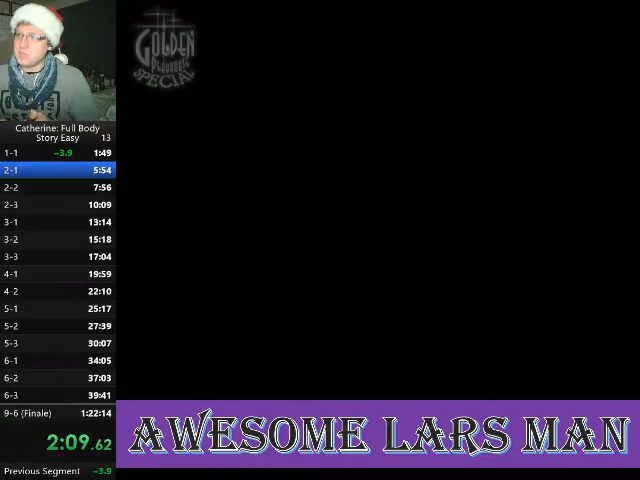 GOLDEN
Playhouse
SPECIAL
Catherine: Full Body
Story Easy 13
1-1 −3.9 1:49
2-1 5:54
2-2 7:56
2-3 10:09
3-1 13:14
3-2 15:18
3-3 17:04
4-1 19:59
4-2 22:10
5-1 25:17
5-2 27:39
5-3 30:07
6-1 34:05
6-2 37:03
6-3 39:41
9-6 (Finale) 1:22:14
2:09.62
Previous Segment −3.9
AWESOME LARS MAN